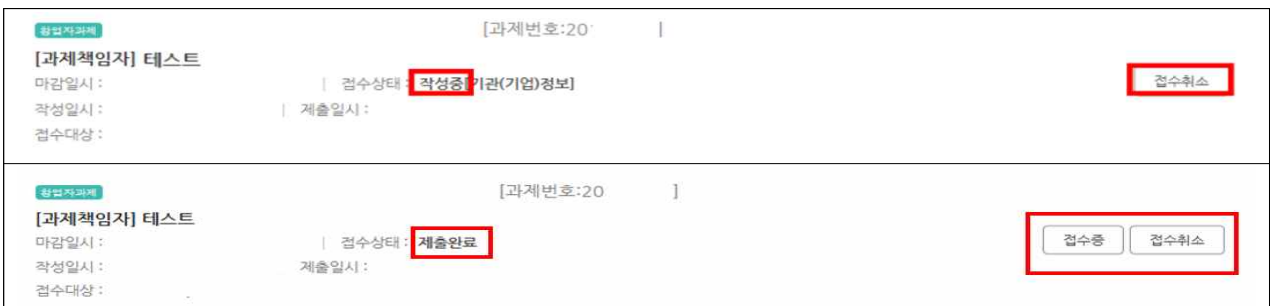 창업자과제
[과제번호:20 ]
[과제책임자] 테스트
마감일시 : | 접수상태 : 작성중[기관(기업)정보]
접수취소
작성일시 : | 제출일시 :
접수대상 :
창업자과제
[과제번호:20 ]
[과제책임자] 테스트
마감일시 : | 접수상태 : 제출완료
접수증 접수취소
작성일시 : 제출일시 :
접수대상 :